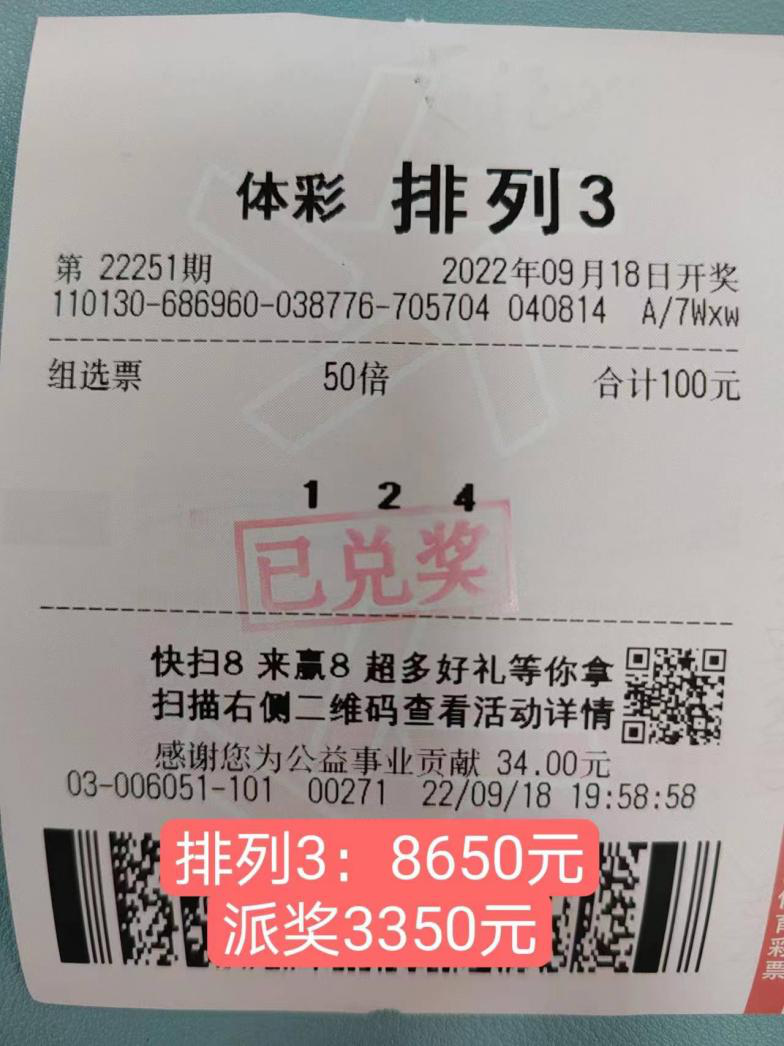 体彩 排列3
第 22251期 2022年09月18日开奖
110130-686960-038776-705704 040814 A/7Wxw
组选票 50倍 合计100元
1 2 4
已兑奖
快扫8 来赢8 超多好礼等你拿
扫描右侧二维码查看活动详情
感谢您为公益事业贡献 34.00元
03-006051-101 00271 22/09/18 19:58:58
排列3：8650元
派奖3350元
彩票